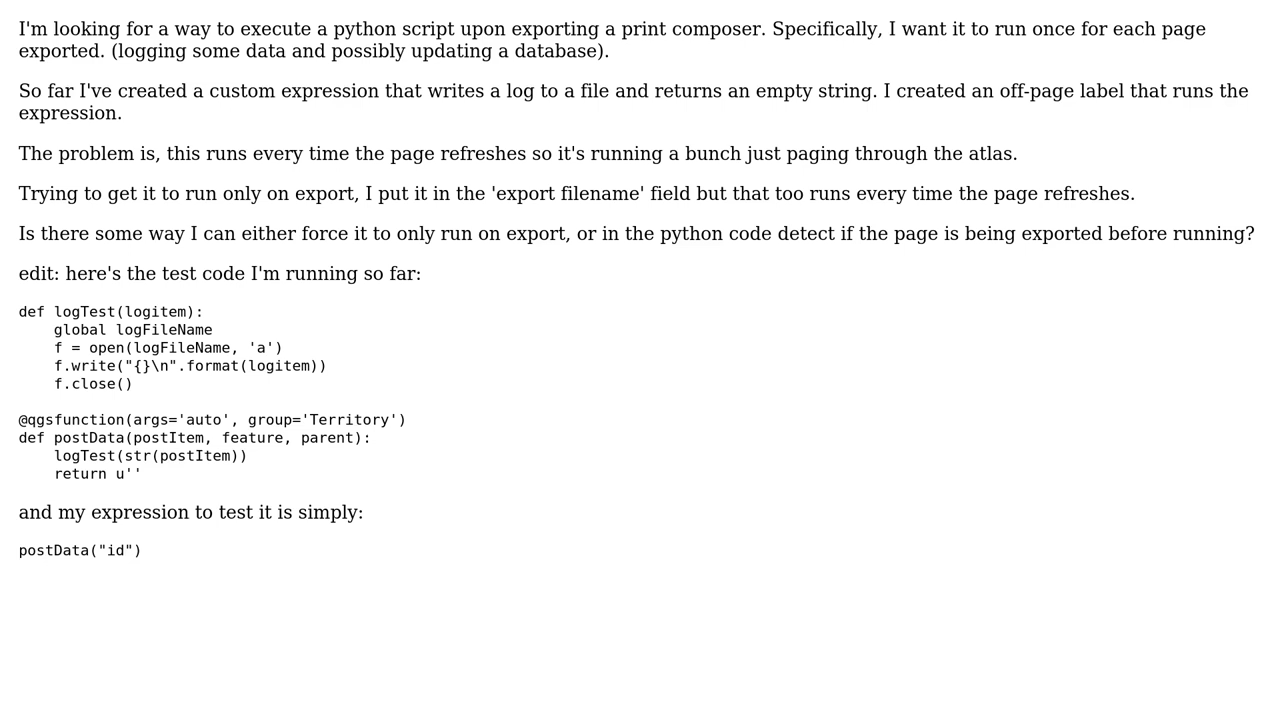 I'm looking for a way to execute a python script upon exporting a print composer. Specifically, I want it to run once for each page
exported. (logging some data and possibly updating a database).
So far I've created a custom expression that writes a log to a file and returns an empty string. I created an off-page label that runs the
expression.
The problem is, this runs every time the page refreshes so it's running a bunch just paging through the atlas.
Trying to get it to run only on export, I put it in the 'export filename' field but that too runs every time the page refreshes.
Is there some way I can either force it to only run on export, or in the python code detect if the page is being exported before running?
edit: here's the test code I'm running so far:
def logTest(logitem):
    global logFileName
    f = open(logFileName, 'a')
    f.write("{}\n".format(logitem))
    f.close()
@qgsfunction(args='auto', group='Territory')
def postData(postItem, feature, parent):
    logTest(str(postItem))
    return u''
and my expression to test it is simply:
postData("id")